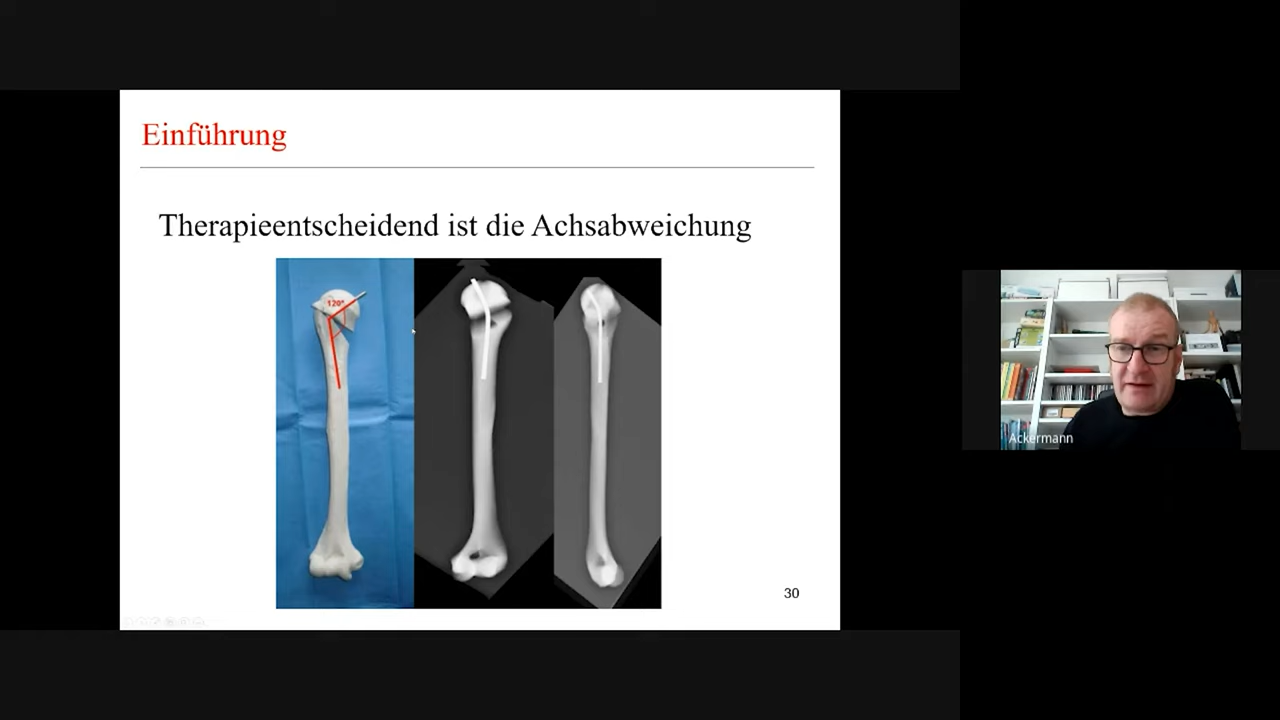 Einführung
Therapieentscheidend ist die Achsabweichung
120°
30
Ackermann